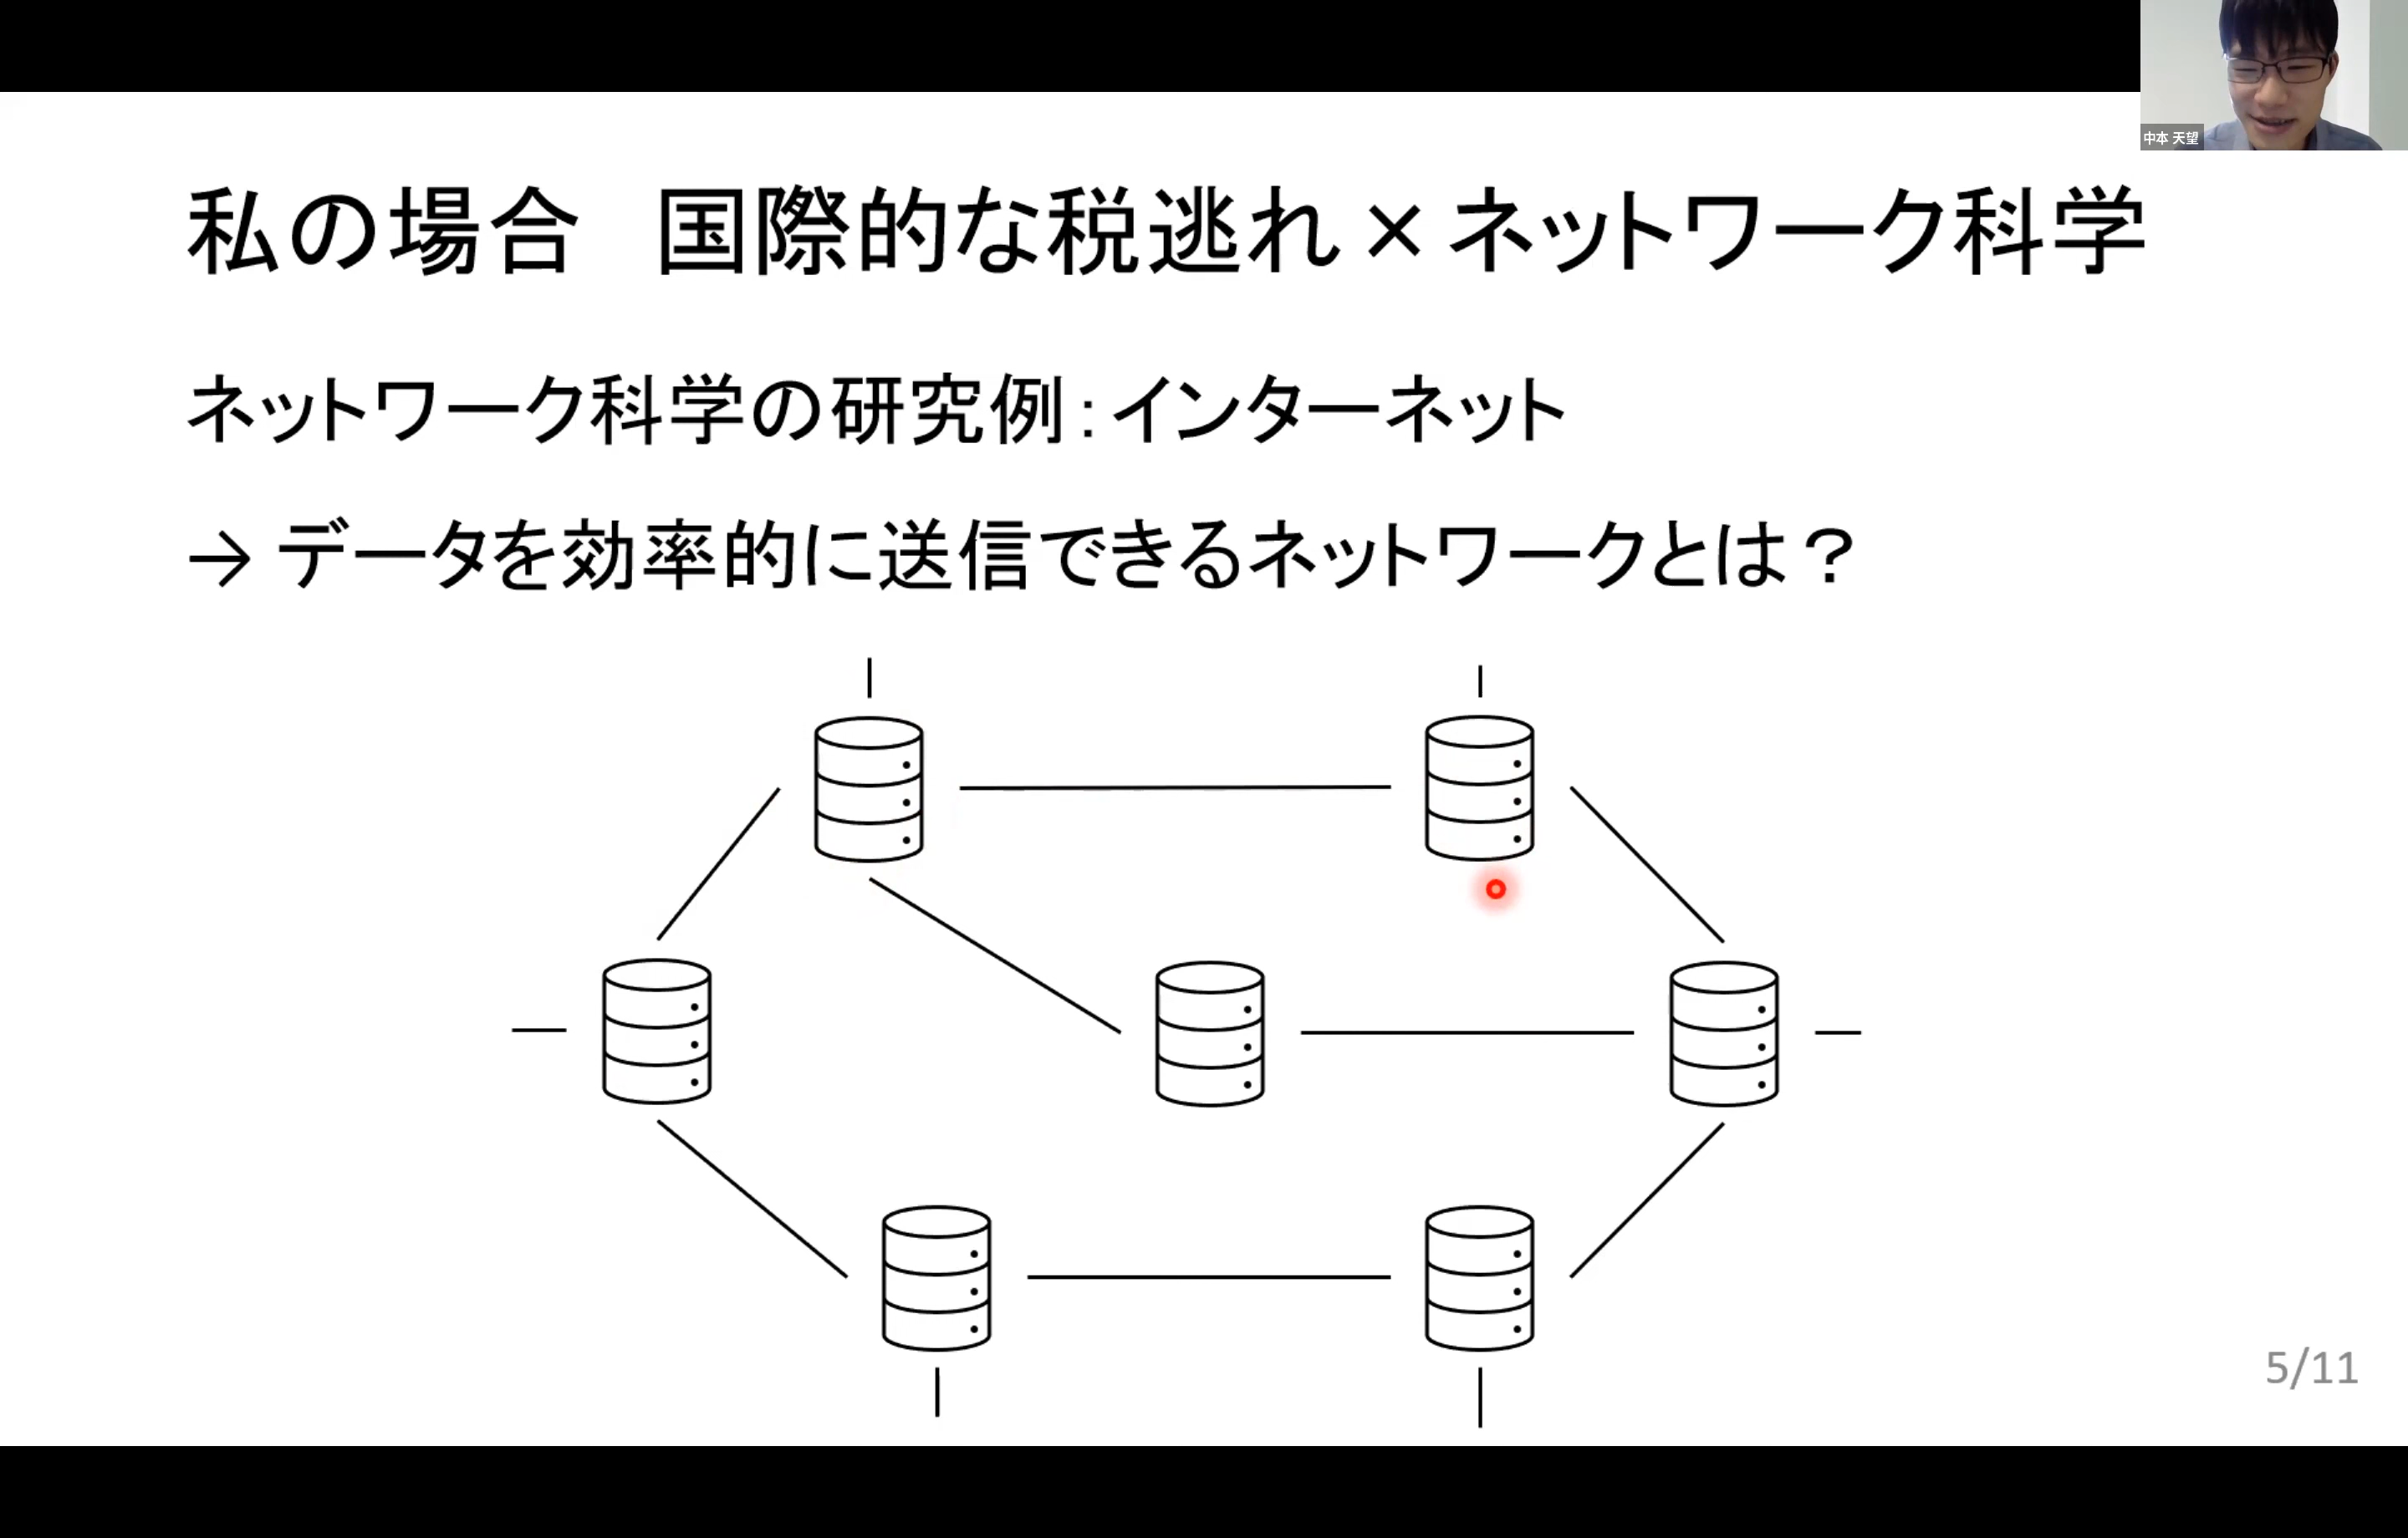 中本 天望
私の場合　国際的な税逃れ×ネットワーク科学
ネットワーク科学の研究例：インターネット
→ データを効率的に送信できるネットワークとは？
5/11